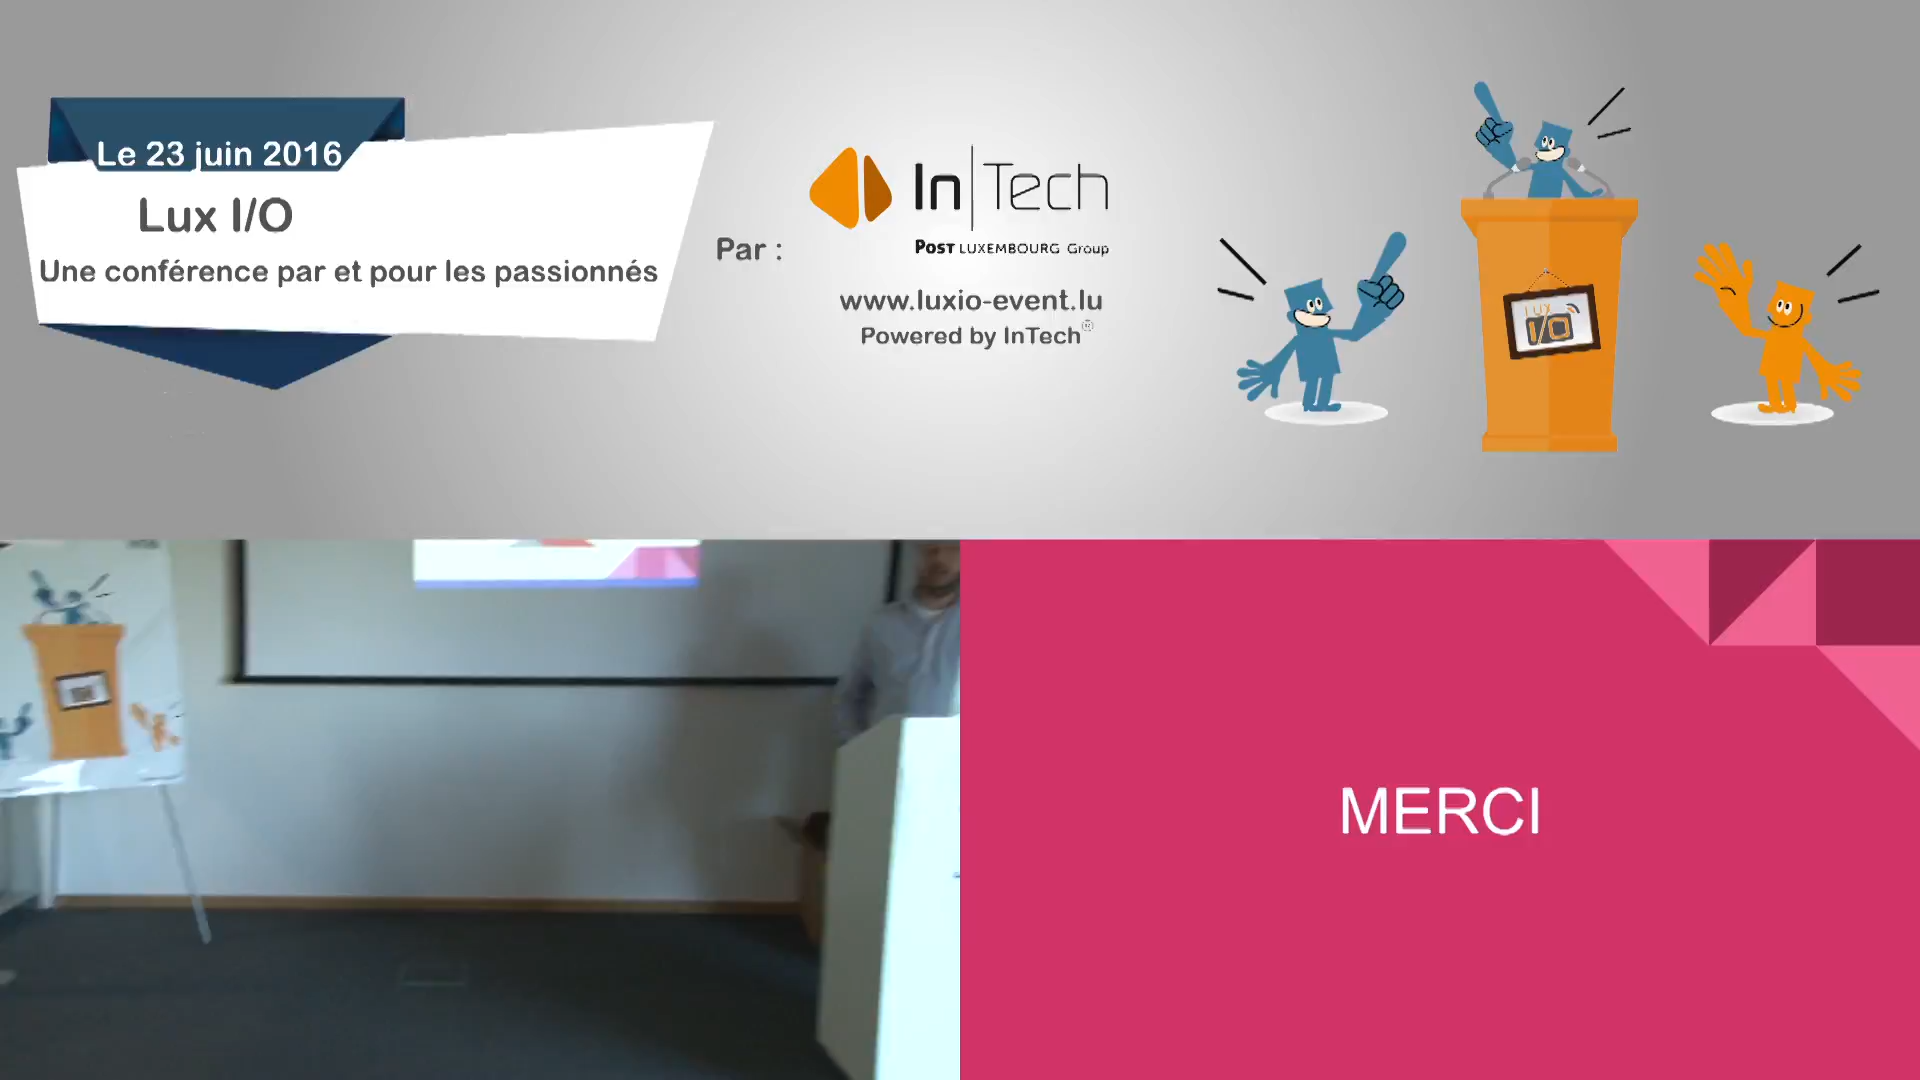 Le 23 juin 2016
Lux I/O
Une conférence par et pour les passionnés
Par :
In|Tech
POST LUXEMBOURG Group
www.luxio-event.lu
Powered by InTech®
LUX
I/O
MERCI